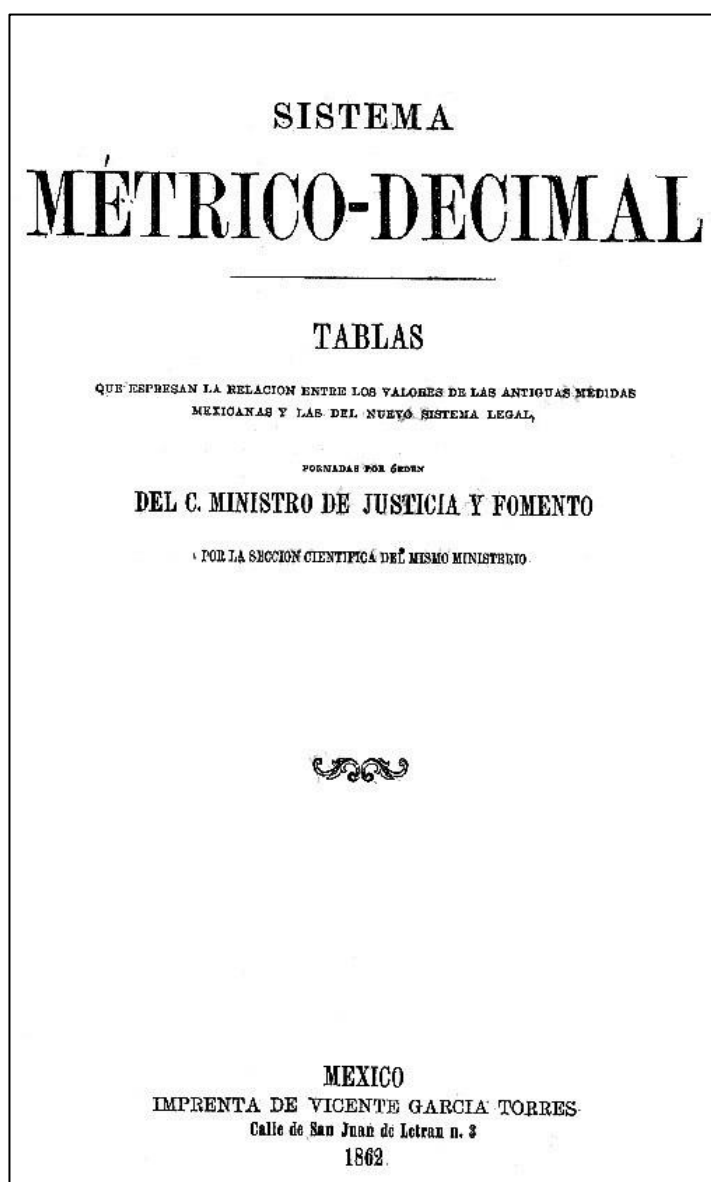 SISTEMA
MÉTRICO-DECIMAL
TABLAS
QUE ESPRESAN LA RELACION ENTRE LOS VALORES DE LAS ANTIGUAS MEDIDAS
MEXICANAS Y LAS DEL NUEVO SISTEMA LEGAL,
FORMADAS POR ÓRDEN
DEL C. MINISTRO DE JUSTICIA Y FOMENTO
POR LA SECCION CIENTIFICA DEL MISMO MINISTERIO
MEXICO
IMPRENTA DE VICENTE GARCIA TORRES
Calle de San Juan de Letran n. 3
1862